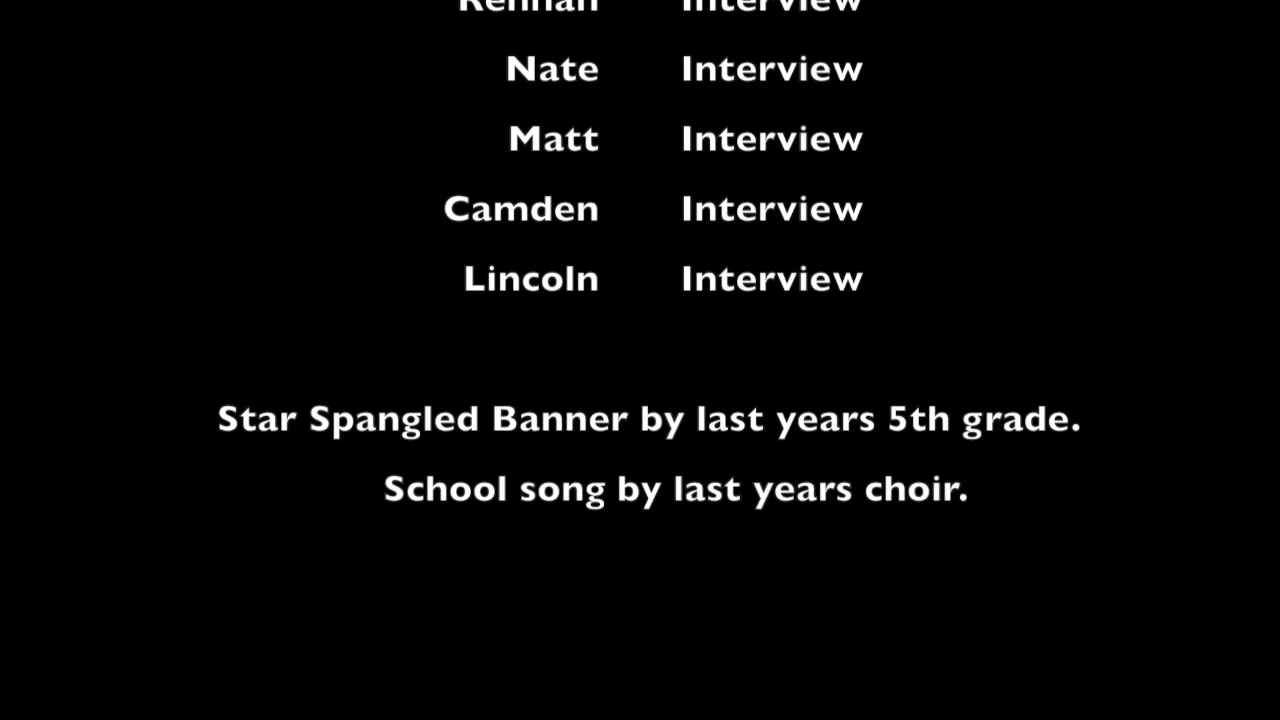 Interview
Nate Interview
Matt Interview
Camden Interview
Lincoln Interview
Star Spangled Banner by last years 5th grade.
School song by last years choir.